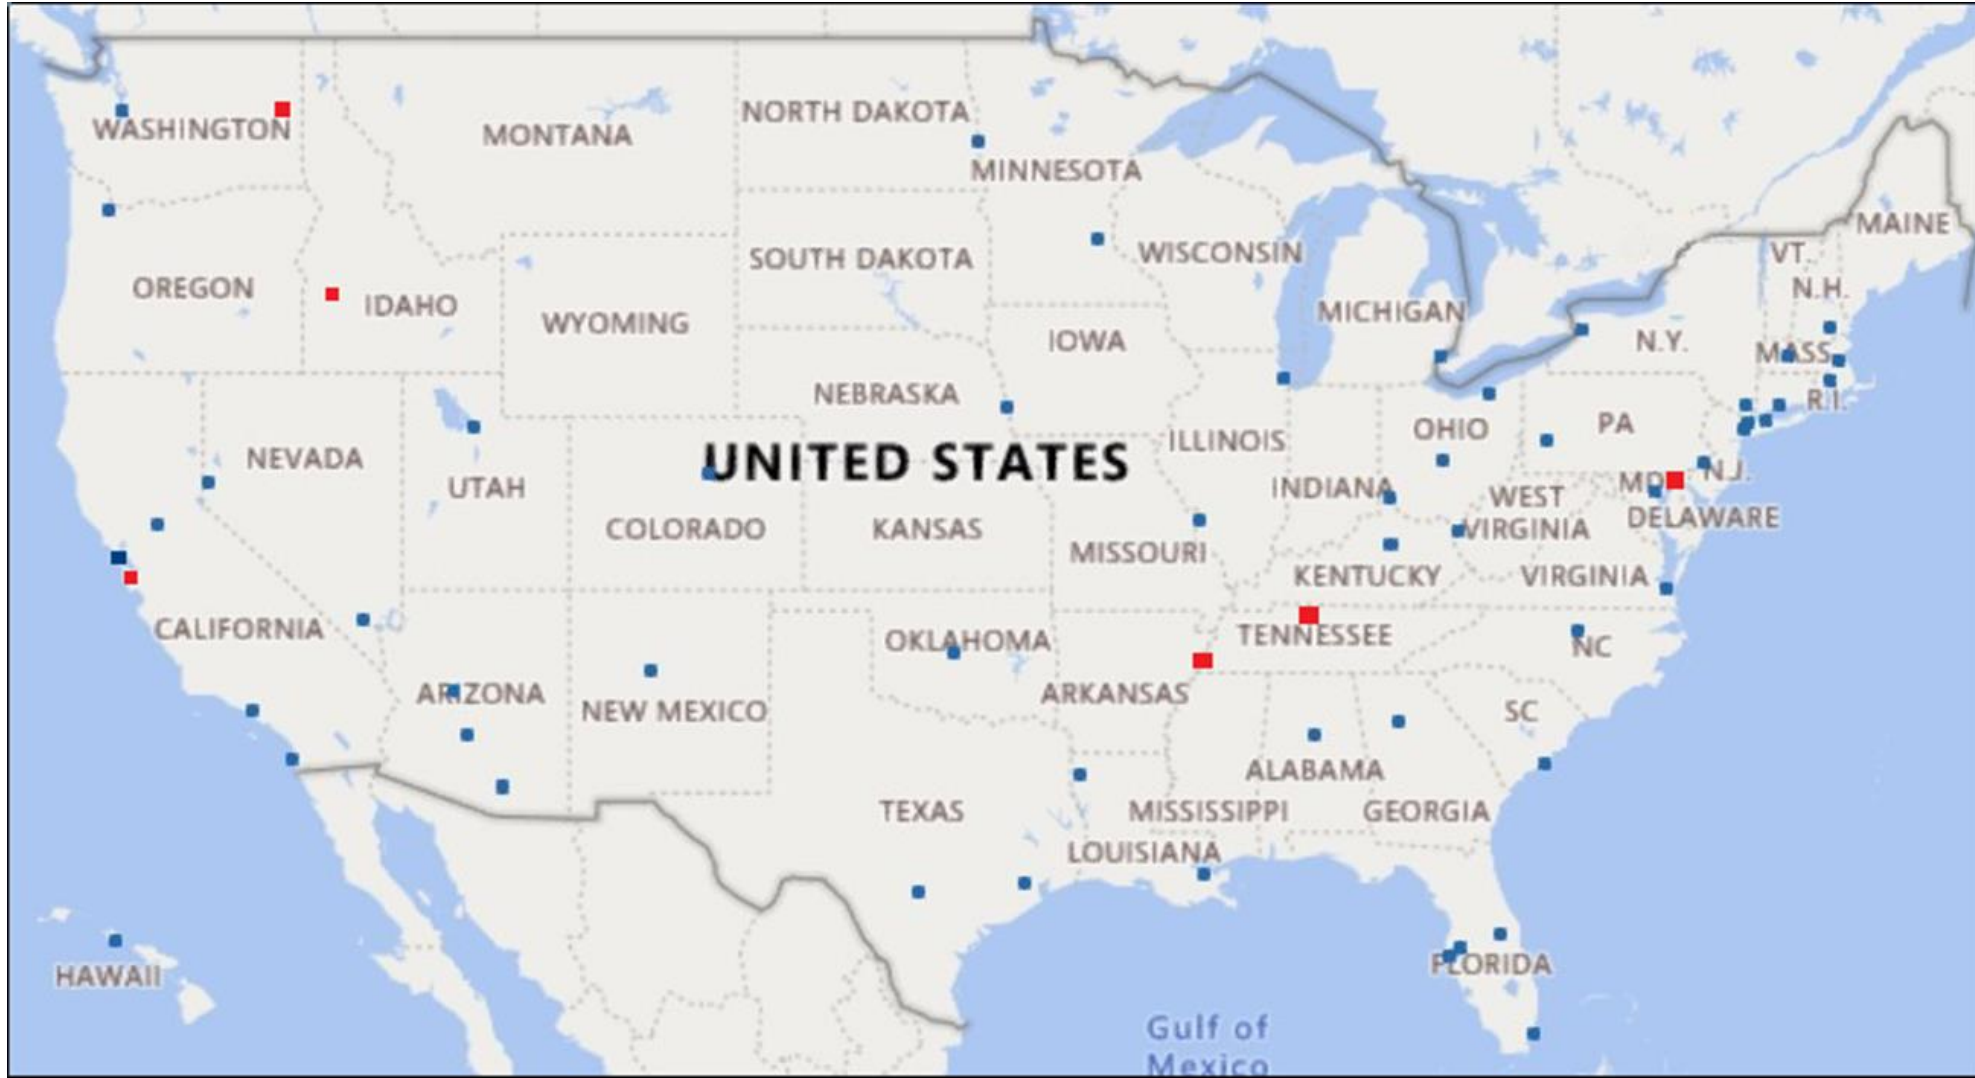 WASHINGTON
MONTANA
NORTH DAKOTA
MINNESOTA
MAINE
VT.
N.H.
OREGON
IDAHO
WYOMING
SOUTH DAKOTA
WISCONSIN
MICHIGAN
N.Y.
MASS.
R.I.
IOWA
NEBRASKA
NEVADA
UTAH
UNITED STATES
ILLINOIS
OHIO
PA
N.J.
MD
INDIANA
WEST
VIRGINIA
DELAWARE
COLORADO
KANSAS
MISSOURI
KENTUCKY
VIRGINIA
CALIFORNIA
OKLAHOMA
TENNESSEE
NC
ARIZONA
NEW MEXICO
ARKANSAS
SC
ALABAMA
TEXAS
MISSISSIPPI
GEORGIA
LOUISIANA
HAWAII
FLORIDA
Gulf of
Mexico